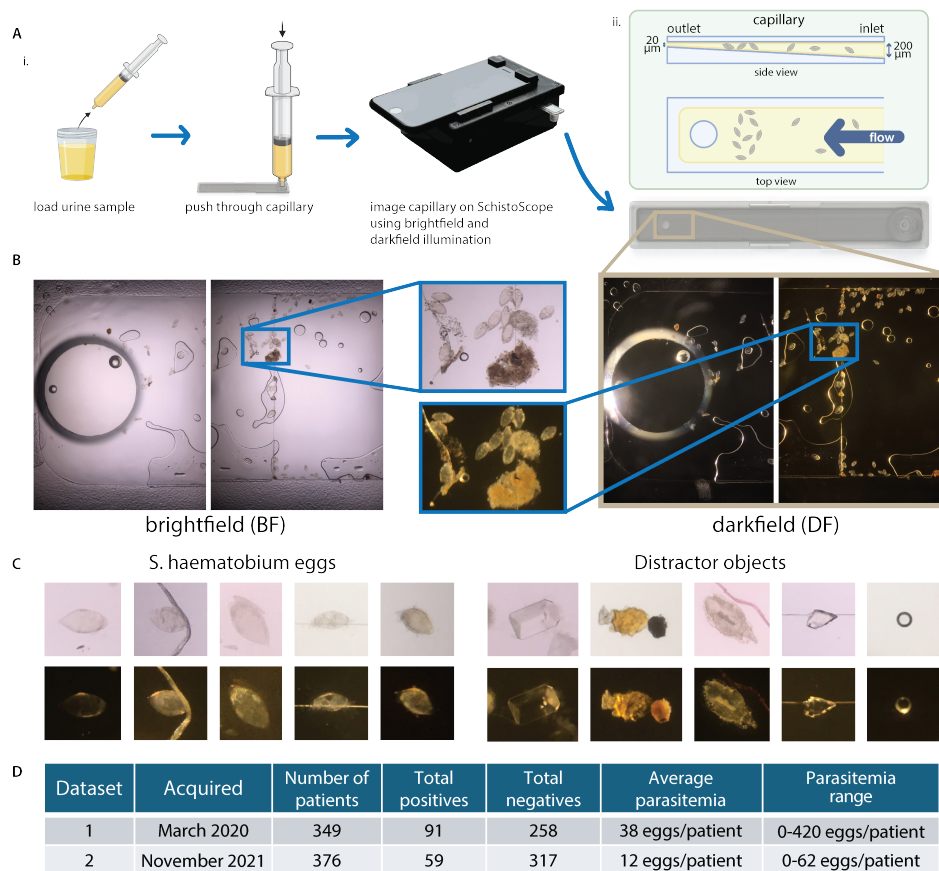 A
i.
load urine sample
push through capillary
image capillary on SchistoScope
using brightfield and
darkfield illumination
ii.
capillary
outlet
inlet
20
µm
200
µm
side view
flow
top view
B
brightfield (BF)
darkfield (DF)
C
S. haematobium eggs
Distractor objects
D
Dataset Acquired Number of patients Total positives Total negatives Average parasitemia Parasitemia range
1 March 2020 349 91 258 38 eggs/patient 0-420 eggs/patient
2 November 2021 376 59 317 12 eggs/patient 0-62 eggs/patient